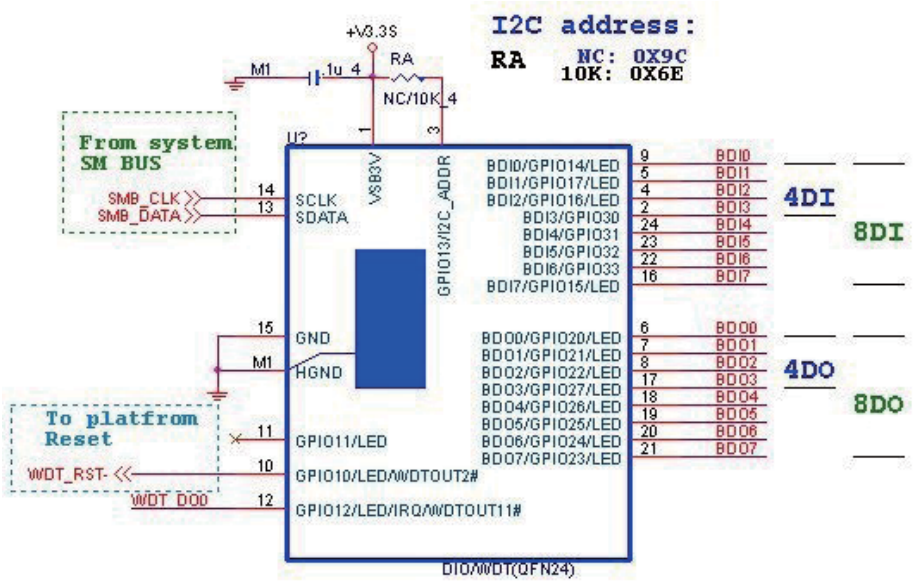 I2C address:
RA NC: 0X9C
10K: 0X6E
+V3.3S
RA
M1 .1u_4
NC/10K_4
From system
SM BUS
U?
1 3
VSB3V
GPIO13/I2C_ADDR
SMB_CLK 14 SCLK
SMB_DATA 13 SDATA
BDI0/GPIO14/LED 9 BDI0
BDI1/GPIO17/LED 5 BDI1
BDI2/GPIO16/LED 4 BDI2
BDI3/GPIO30 2 BDI3
BDI4/GPIO31 24 BDI4
BDI5/GPIO32 23 BDI5
BDI6/GPIO33 22 BDI6
BDI7/GPIO15/LED 16 BDI7
4DI
8DI
15 GND
M1 HGND
BDO0/GPIO20/LED 6 BDO0
BDO1/GPIO21/LED 7 BDO1
BDO2/GPIO22/LED 8 BDO2
BDO3/GPIO27/LED 17 BDO3
BDO4/GPIO26/LED 18 BDO4
BDO5/GPIO25/LED 19 BDO5
BDO6/GPIO24/LED 20 BDO6
BDO7/GPIO23/LED 21 BDO7
4DO
8DO
To platfrom
Reset
11 GPIO11/LED
WDT_RST- 10 GPIO10/LED/WDTOUT2#
WDT_DO0 12 GPIO12/LED/IRQ/WDTOUT11#
DIO/WDT(QFN24)